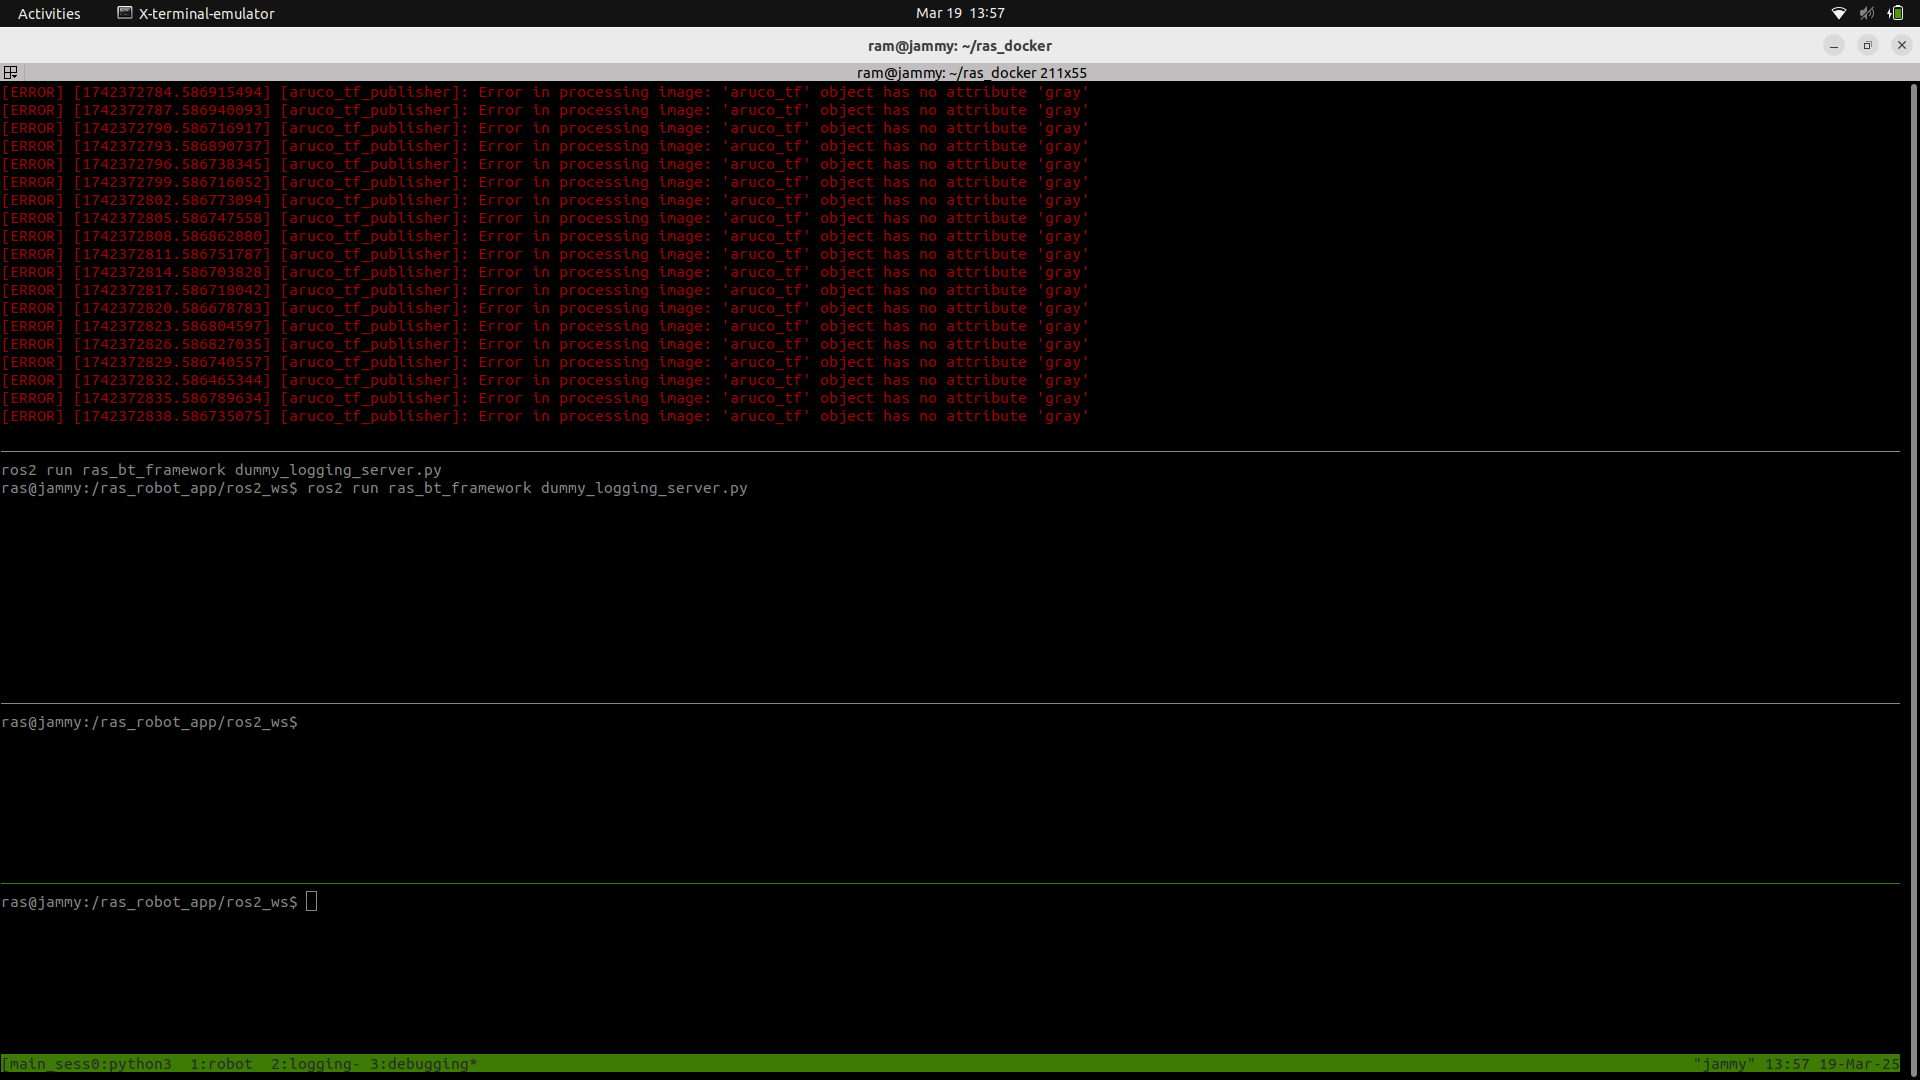 Activities
X-terminal-emulator
Mar 19 13:57
ram@jammy: ~/ras_docker
ram@jammy: ~/ras_docker 211x55
[ERROR] [1742372784.586915494] [aruco_tf_publisher]: Error in processing image: 'aruco_tf' object has no attribute 'gray'
[ERROR] [1742372787.586940093] [aruco_tf_publisher]: Error in processing image: 'aruco_tf' object has no attribute 'gray'
[ERROR] [1742372790.586716917] [aruco_tf_publisher]: Error in processing image: 'aruco_tf' object has no attribute 'gray'
[ERROR] [1742372793.586890737] [aruco_tf_publisher]: Error in processing image: 'aruco_tf' object has no attribute 'gray'
[ERROR] [1742372796.586738345] [aruco_tf_publisher]: Error in processing image: 'aruco_tf' object has no attribute 'gray'
[ERROR] [1742372799.586716052] [aruco_tf_publisher]: Error in processing image: 'aruco_tf' object has no attribute 'gray'
[ERROR] [1742372802.586773094] [aruco_tf_publisher]: Error in processing image: 'aruco_tf' object has no attribute 'gray'
[ERROR] [1742372805.586747558] [aruco_tf_publisher]: Error in processing image: 'aruco_tf' object has no attribute 'gray'
[ERROR] [1742372808.586862880] [aruco_tf_publisher]: Error in processing image: 'aruco_tf' object has no attribute 'gray'
[ERROR] [1742372811.586751787] [aruco_tf_publisher]: Error in processing image: 'aruco_tf' object has no attribute 'gray'
[ERROR] [1742372814.586703828] [aruco_tf_publisher]: Error in processing image: 'aruco_tf' object has no attribute 'gray'
[ERROR] [1742372817.586718042] [aruco_tf_publisher]: Error in processing image: 'aruco_tf' object has no attribute 'gray'
[ERROR] [1742372820.586678783] [aruco_tf_publisher]: Error in processing image: 'aruco_tf' object has no attribute 'gray'
[ERROR] [1742372823.586804597] [aruco_tf_publisher]: Error in processing image: 'aruco_tf' object has no attribute 'gray'
[ERROR] [1742372826.586827035] [aruco_tf_publisher]: Error in processing image: 'aruco_tf' object has no attribute 'gray'
[ERROR] [1742372829.586740557] [aruco_tf_publisher]: Error in processing image: 'aruco_tf' object has no attribute 'gray'
[ERROR] [1742372832.586465344] [aruco_tf_publisher]: Error in processing image: 'aruco_tf' object has no attribute 'gray'
[ERROR] [1742372835.586789634] [aruco_tf_publisher]: Error in processing image: 'aruco_tf' object has no attribute 'gray'
[ERROR] [1742372838.586735075] [aruco_tf_publisher]: Error in processing image: 'aruco_tf' object has no attribute 'gray'
ros2 run ras_bt_framework dummy_logging_server.py
ras@jammy:/ras_robot_app/ros2_ws$ ros2 run ras_bt_framework dummy_logging_server.py
ras@jammy:/ras_robot_app/ros2_ws$
ras@jammy:/ras_robot_app/ros2_ws$
[main_sess0:python3  1:robot  2:logging- 3:debugging* "jammy" 13:57 19-Mar-25